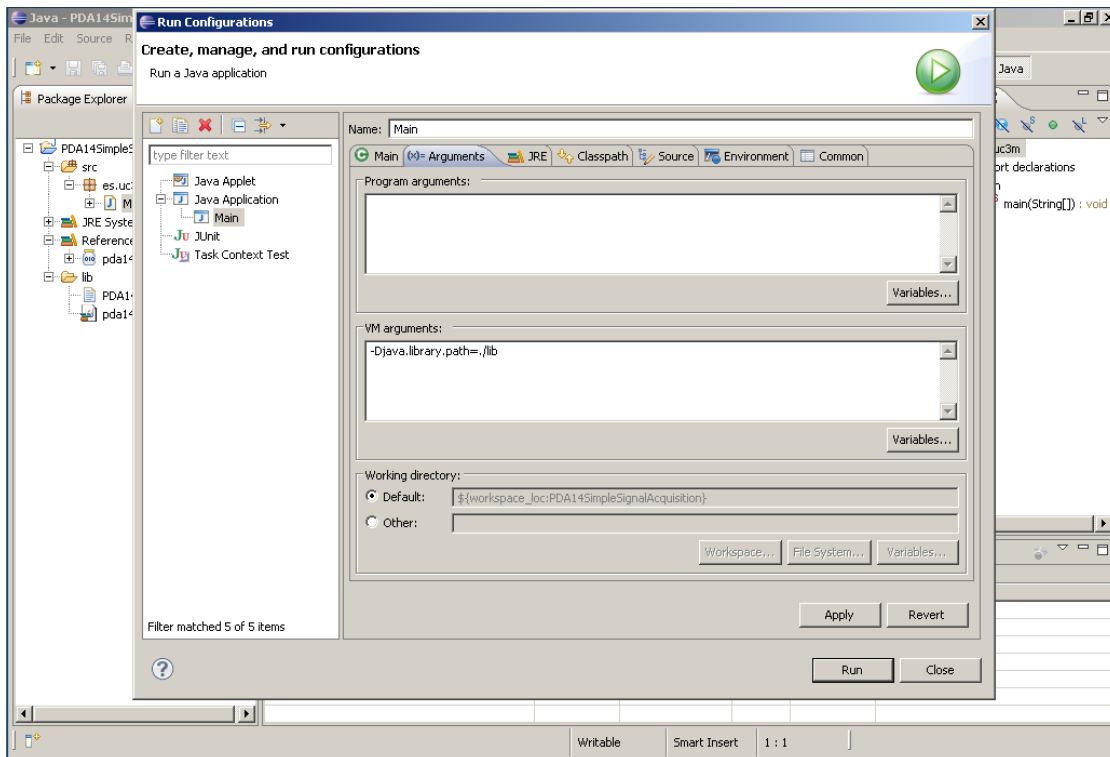 Java - PDA14Sim
File Edit Source R
Package Explorer
PDA14SimpleS
src
es.uc
M
JRE Syste
Reference
pda14
lib
PDA1
pda14
Run Configurations
Create, manage, and run configurations
Run a Java application
type filter text
Java Applet
Java Application
Main
JUnit
Task Context Test
Filter matched 5 of 5 items
Name: Main
Main (x)= Arguments JRE Classpath Source Environment Common
Program arguments:
Variables...
VM arguments:
-Djava.library.path=./lib
Variables...
Working directory:
Default: ${workspace_loc:PDA14SimpleSignalAcquisition}
Other:
Workspace... File System... Variables...
Apply Revert
Run Close
Java
uc3m
ort declarations
n
main(String[]) : void
Writable Smart Insert 1 : 1